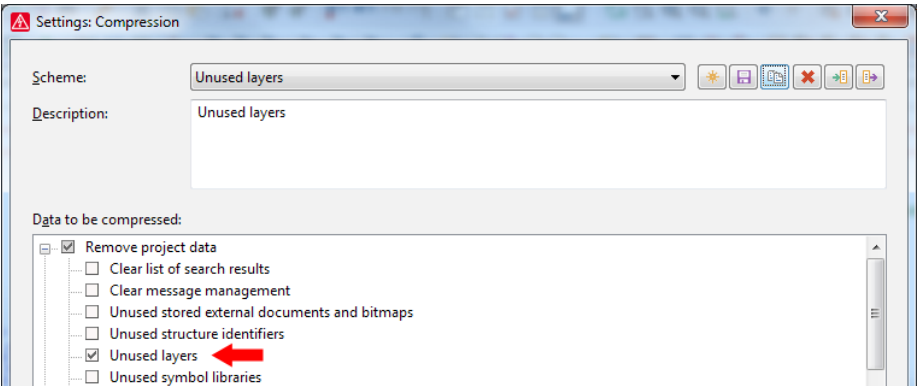 Settings: Compression
Scheme:
Unused layers
Description:
Unused layers
Data to be compressed:
Remove project data
Clear list of search results
Clear message management
Unused stored external documents and bitmaps
Unused structure identifiers
Unused layers
Unused symbol libraries